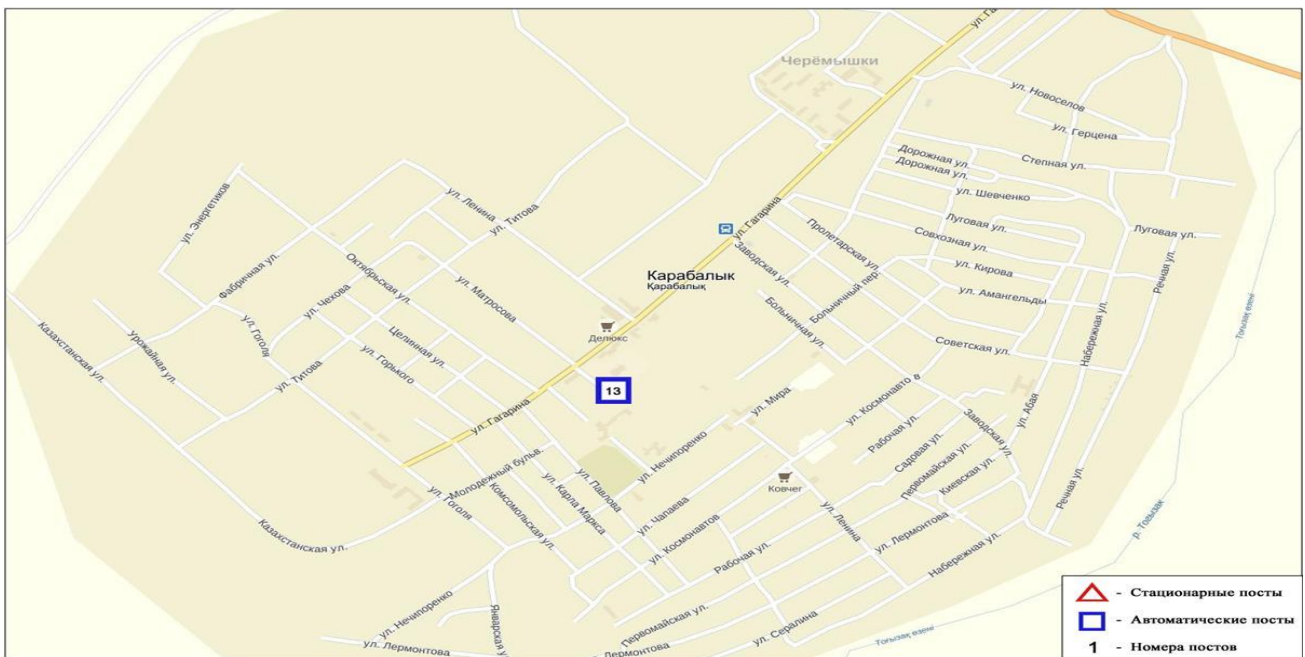 ул. Га
Черёмышки
ул. Новоселов
ул. Герцена
Дорожная ул.
Дорожная ул.
Степная ул.
ул. Шевченко
ул. Энергетиков
ул. Ленина
ул. Титова
ул. Гагарина
Пролетарская ул.
Луговая ул.
Луговая ул.
Совхозная ул.
Заводская ул.
Октябрьская ул.
Фабричная ул.
Карабалык
Қарабалық
ул. Кирова
Речная ул.
ул. Чехова
ул. Матросова
Больничный пер.
ул. Амангельды
Больничная ул.
Набережная ул.
Тоғызақ өзені
Казахстанская ул.
Урожайная ул.
ул. Гоголя
Целинная ул.
Делюкс
Советская ул.
ул. Горького
ул. Титова
13
ул. Мира
ул. Космонавтов
ул. Гагарина
Рабочая ул.
Заводская ул.
ул. Абая
Садовая ул.
ул. Нечипоренко
Первомайская ул.
Киевская ул.
Молодежный бульв.
ул. Павлова
ул. Карла Маркса
Комсомольская ул.
Ковчег
Речная ул.
ул. Гоголя
ул. Чапаева
ул. Ленина
р. Тогызак
Казахстанская ул.
ул. Космонавтов
ул. Лермонтова
Рабочая ул.
Набережная ул.
ул. Нечипоренко
Январская ул.
Первомайская ул.
ул. Сералина
ул. Лермонтова
Тоғызақ өзені
- Стационарные посты
- Автоматические посты
1 - Номера постов